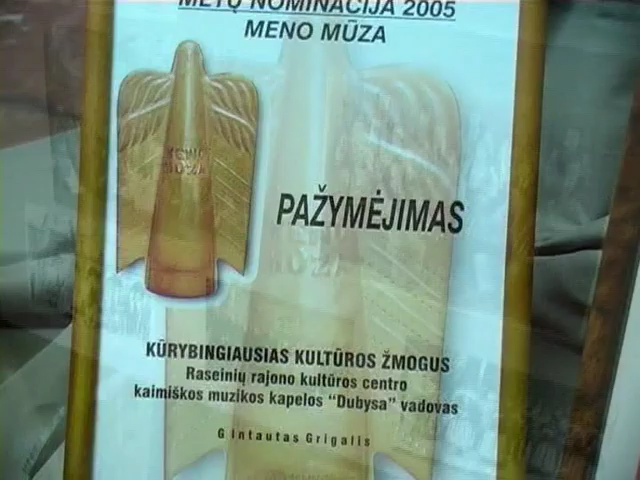 METŲ NOMINACIJA 2005
MENO MŪZA
MENO
MŪZA
PAŽYMĖJIMAS
KŪRYBINGIAUSIAS KULTŪROS ŽMOGUS
Raseinių rajono kultūros centro
kaimiškos muzikos kapelos “Dubysa” vadovas
Gintautas Grigalis